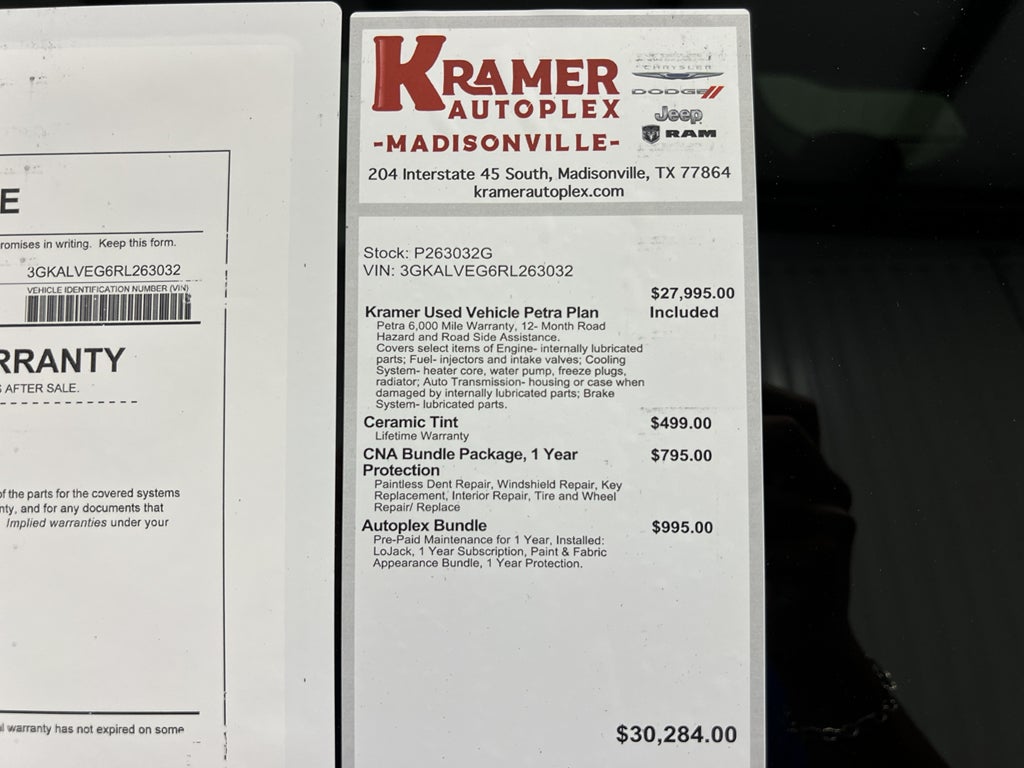 E
romises in writing. Keep this form.
3GKALVEG6RL263032
VEHICLE IDENTIFICATION NUMBER (VIN)
RRANTY
AFTER SALE.
of the parts for the covered systems
nty, and for any documents that
Implied warranties under your
l warranty has not expired on some
KRAMER
AUTOPLEX
-MADISONVILLE-
CHRYSLER
DODGE//
Jeep
RAM
204 Interstate 45 South, Madisonville, TX 77864
kramerautoplex.com
Stock: P263032G
VIN: 3GKALVEG6RL263032
$27,995.00
Kramer Used Vehicle Petra Plan Included
Petra 6,000 Mile Warranty, 12- Month Road
Hazard and Road Side Assistance.
Covers select items of Engine- internally lubricated
parts; Fuel- injectors and intake valves; Cooling
System- heater core, water pump, freeze plugs,
radiator; Auto Transmission- housing or case when
damaged by internally lubricated parts; Brake
System- lubricated parts.
Ceramic Tint $499.00
Lifetime Warranty
CNA Bundle Package, 1 Year $795.00
Protection
Paintless Dent Repair, Windshield Repair, Key
Replacement, Interior Repair, Tire and Wheel
Repair/ Replace
Autoplex Bundle $995.00
Pre-Paid Maintenance for 1 Year, Installed:
LoJack, 1 Year Subscription, Paint & Fabric
Appearance Bundle, 1 Year Protection.
$30,284.00